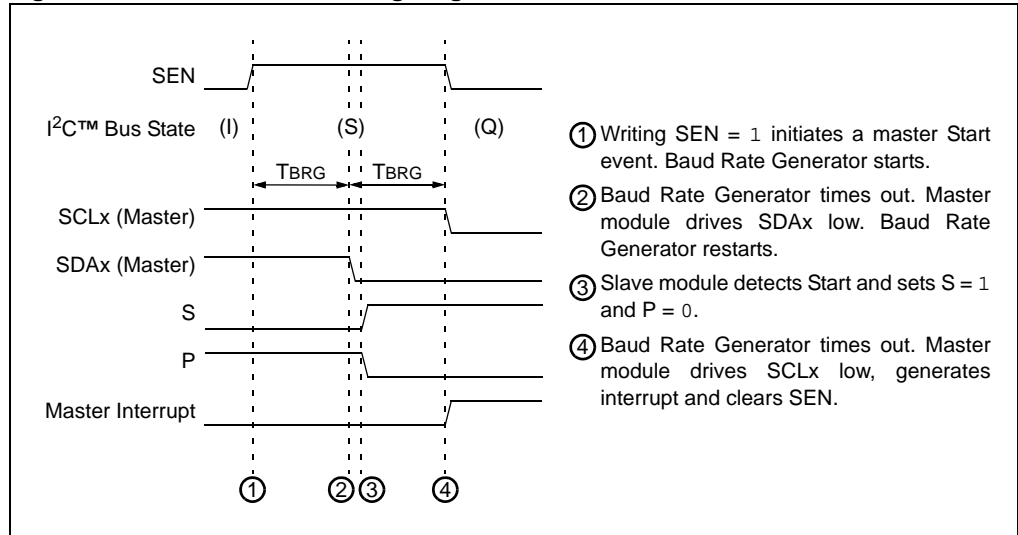 SEN
I2C™ Bus State (I) (S) (Q)
TBRG TBRG
SCLx (Master)
SDAx (Master)
S
P
Master Interrupt
1 2 3 4
1 Writing SEN = 1 initiates a master Start
event. Baud Rate Generator starts.
2 Baud Rate Generator times out. Master
module drives SDAx low. Baud Rate
Generator restarts.
3 Slave module detects Start and sets S = 1
and P = 0.
4 Baud Rate Generator times out. Master
module drives SCLx low, generates
interrupt and clears SEN.